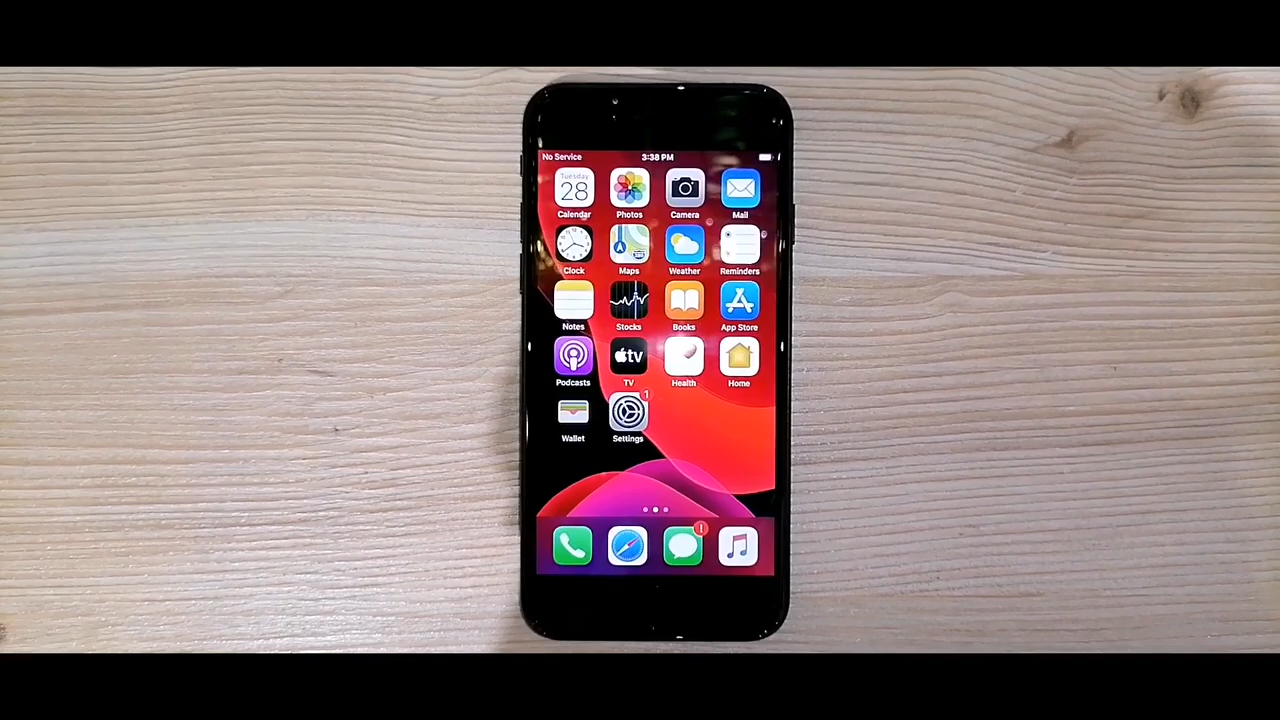 No Service 3:38 PM
Tuesday
28
Calendar Photos Camera Mail
Clock Maps Weather Reminders
Notes Stocks Books App Store
tv
Podcasts TV Health Home
1
Wallet Settings
!